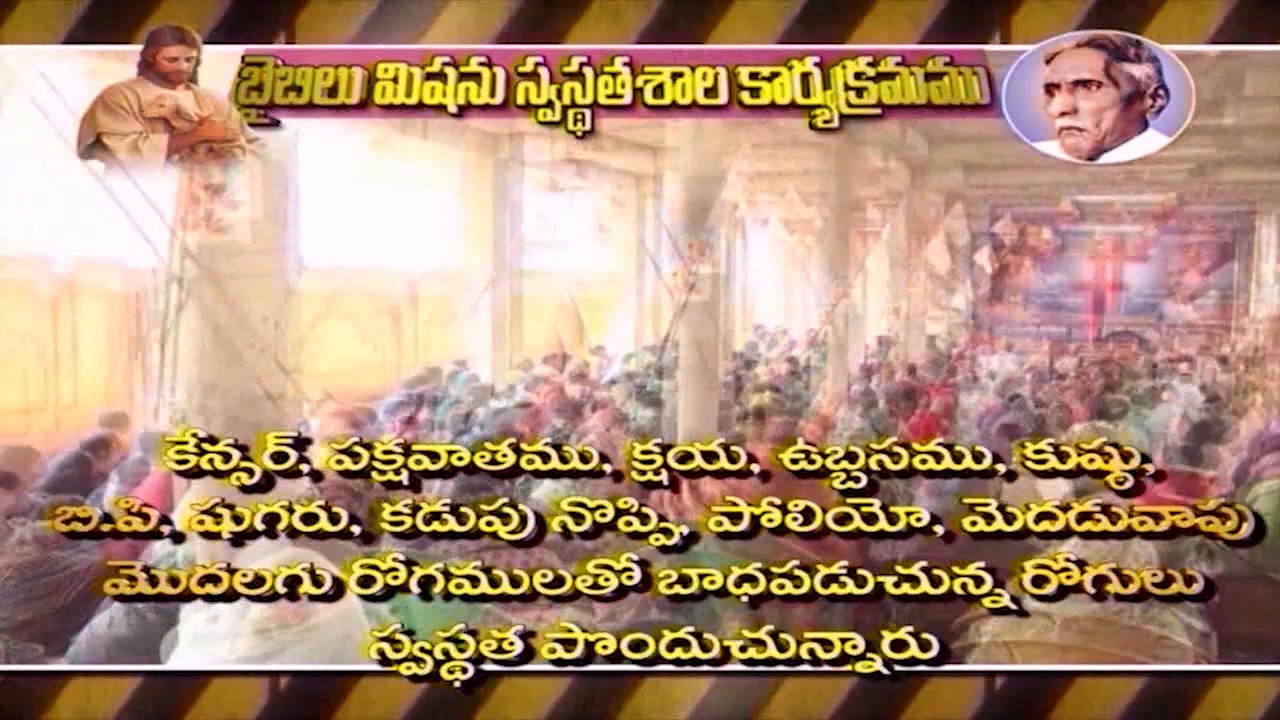 బైబిలు మిషను స్వస్థతశాల కార్యక్రమము
కేన్సర్, పక్షవాతము, క్షయ, ఉబ్బసము, కుష్ఠు,
బి.పి, షుగరు, కడుపు నొప్పి, పోలియో, మెదడువాపు
మొదలగు రోగములతో బాధపడుచున్న రోగులు
స్వస్థత పొందుచున్నారు